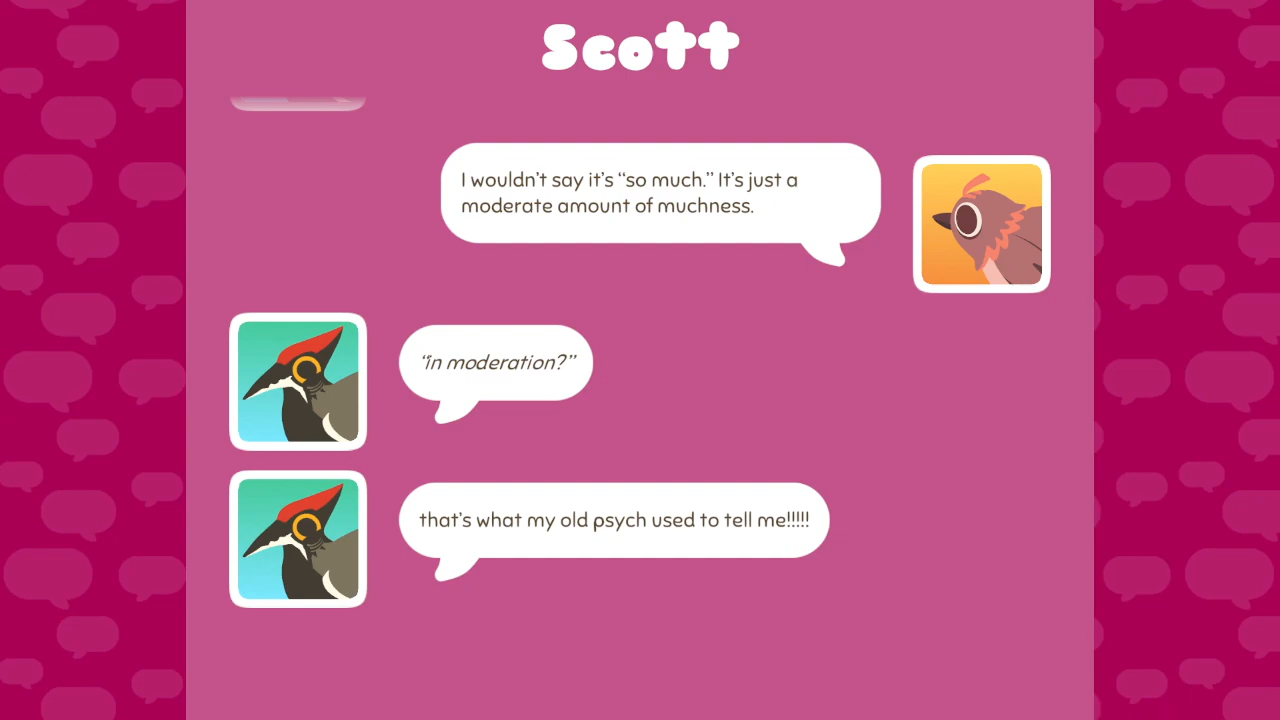 Scott
I wouldn't say it's “so much.” It's just a
moderate amount of muchness.
“in moderation?”
that's what my old psych used to tell me!!!!!